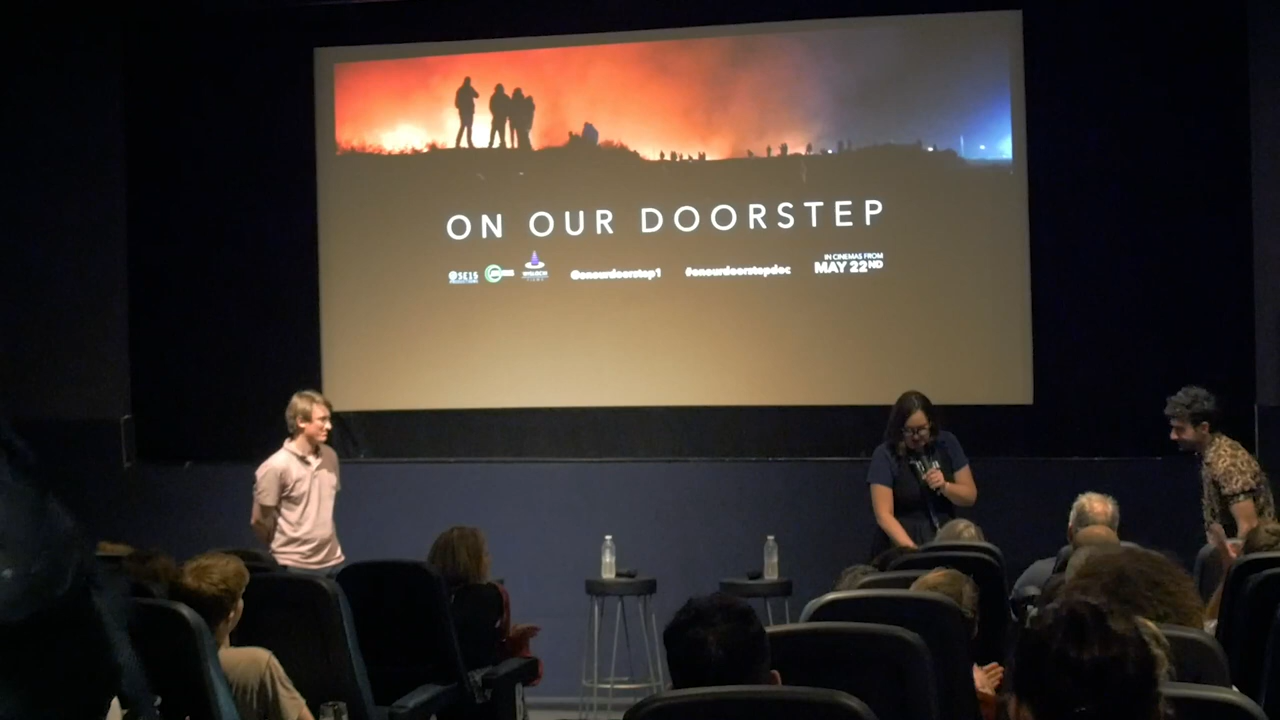 ON OUR DOORSTEP
@onourdoorstep1
#onourdoorstepdoc
IN CINEMAS FROM
MAY 22ND